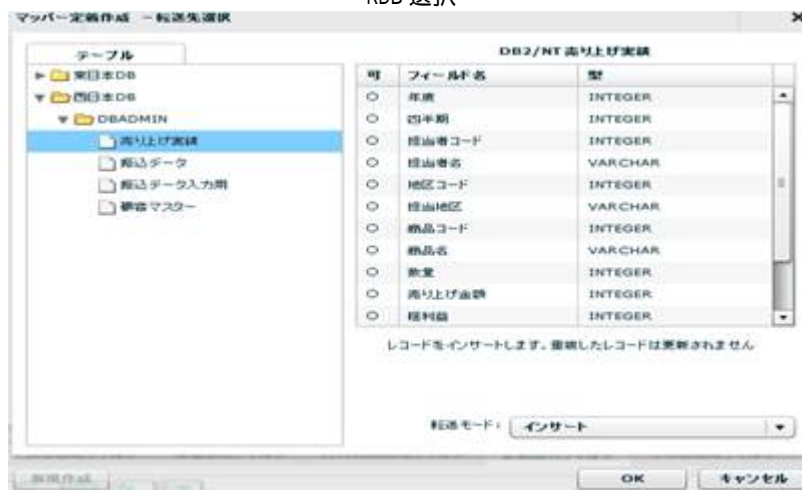 RDB 選択
マッパー定義作成 －転送先選択
テーブル
東日本DB
西日本DB
DBADMIN
売り上げ実績
振込データ
振込データ入力用
顧客マスター
DB2/NT 売り上げ実績
可 フィールド名 型
○ 年度 INTEGER
○ 四半期 INTEGER
○ 担当者コード INTEGER
○ 担当者名 VARCHAR
○ 地区コード INTEGER
○ 担当地区 VARCHAR
○ 商品コード INTEGER
○ 商品名 VARCHAR
○ 数量 INTEGER
○ 売り上げ金額 INTEGER
○ 粗利益 INTEGER
レコードをインサートします。重複したレコードは更新されません
転送モード： インサート
新規作成
OK キャンセル